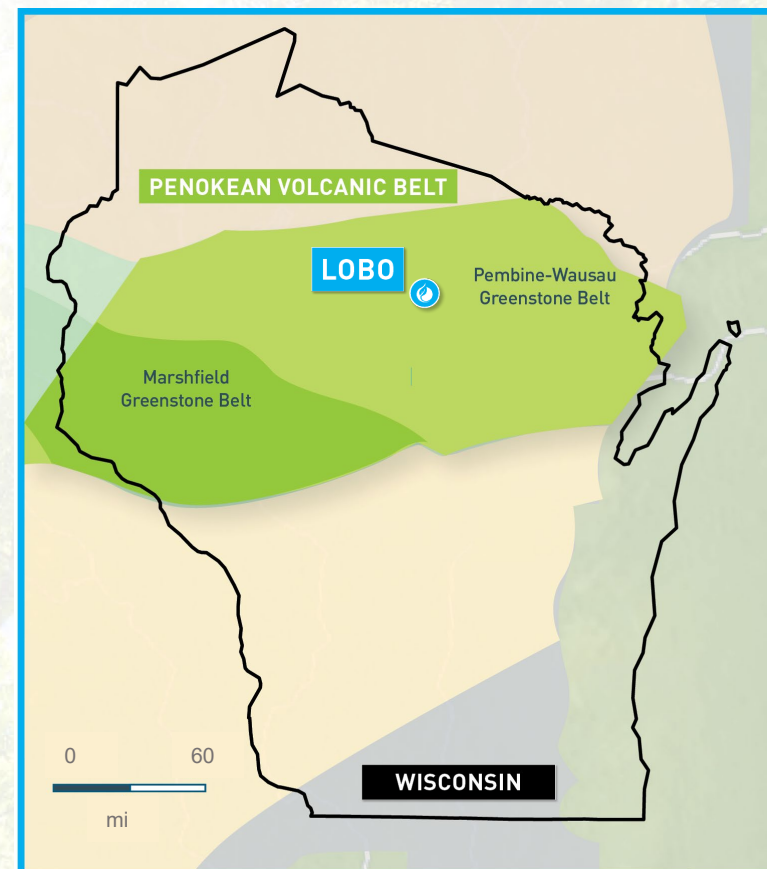 PENOKEAN VOLCANIC BELT
LOBO
Pembine-Wausau
Greenstone Belt
Marshfield
Greenstone Belt
0 60
mi
WISCONSIN